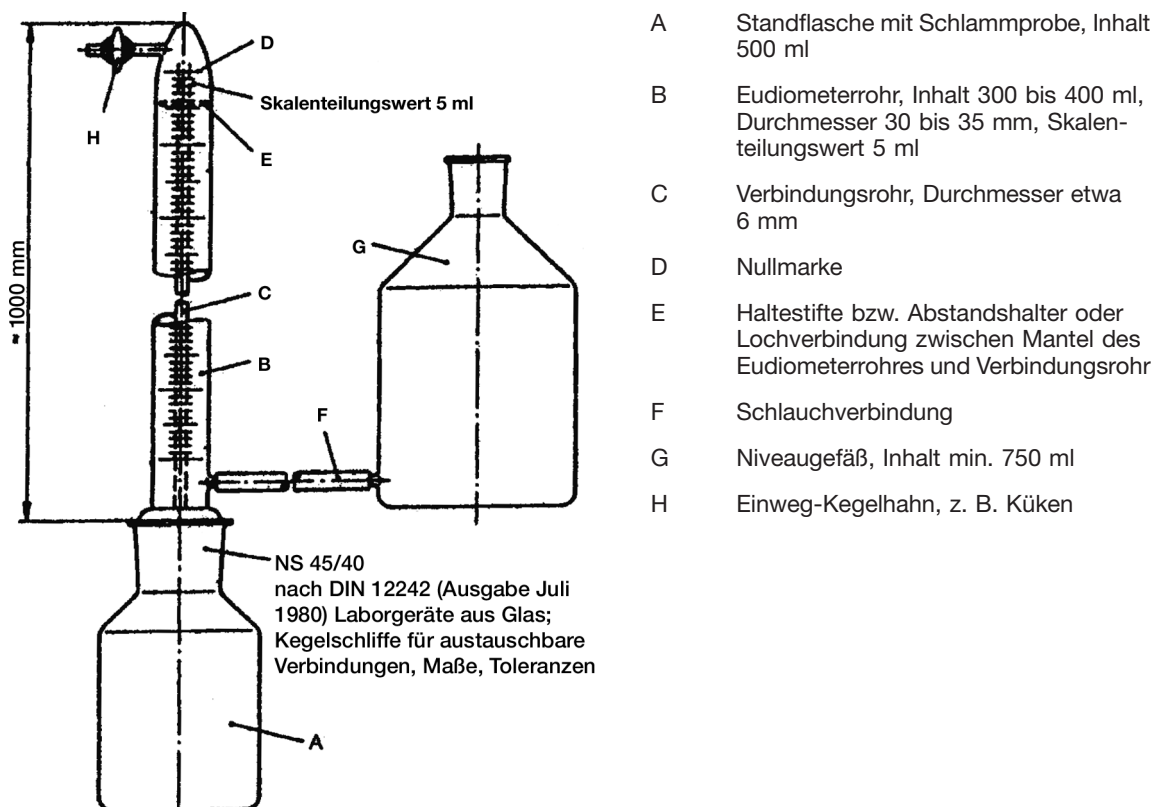 D
Skalenteilungswert 5 ml
H
E
≈ 1000 mm
G
C
B
F
NS 45/40
nach DIN 12242 (Ausgabe Juli
1980) Laborgeräte aus Glas;
Kegelschliffe für austauschbare
Verbindungen, Maße, Toleranzen
A
A Standflasche mit Schlammprobe, Inhalt
500 ml
B Eudiometerrohr, Inhalt 300 bis 400 ml,
Durchmesser 30 bis 35 mm, Skalen-
teilungswert 5 ml
C Verbindungsrohr, Durchmesser etwa
6 mm
D Nullmarke
E Haltestifte bzw. Abstandshalter oder
Lochverbindung zwischen Mantel des
Eudiometerrohres und Verbindungsrohr
F Schlauchverbindung
G Niveaugefäß, Inhalt min. 750 ml
H Einweg-Kegelhahn, z. B. Küken